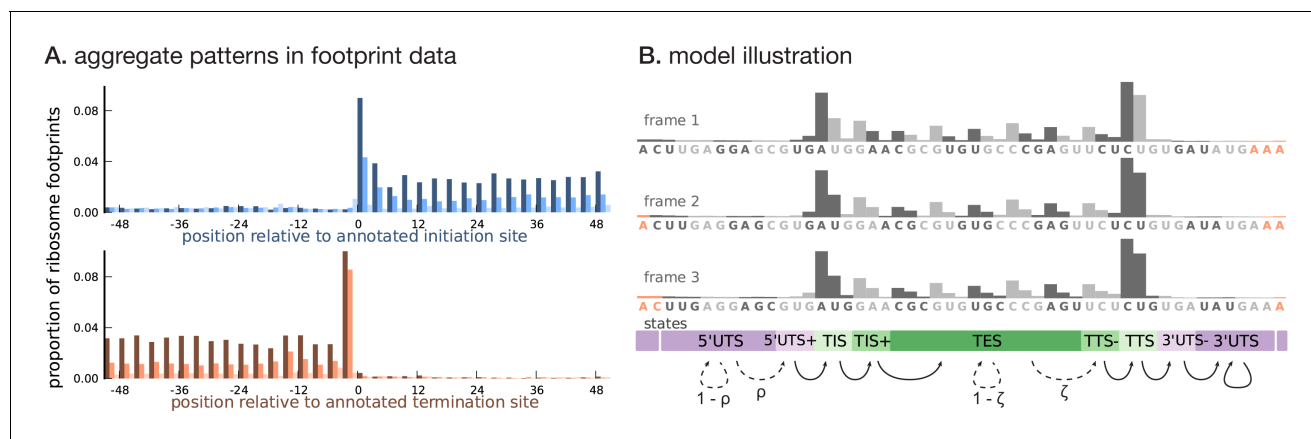 A. aggregate patterns in footprint data
proportion of ribosome footprints
0.08
0.04
0.00
-48 -36 -24 -12 0 12 24 36 48
position relative to annotated initiation site
0.08
0.04
0.00
-48 -36 -24 -12 0 12 24 36 48
position relative to annotated termination site
B. model illustration
frame 1
ACUUGAGGAGCGUGAUGGAACGCGUGUGCCCGAGUUCUCUGUGAUAUGAAA
frame 2
ACUUGAGGAGCGUGAUGGAACGCGUGUGCCCGAGUUCUCUGUGAUAUGAAA
frame 3
ACUUGAGGAGCGUGAUGGAACGCGUGUGCCCGAGUUCUCUGUGAUAUGAAA
states
5'UTS 5'UTS+ TIS TIS+ TES TTS- TTS 3'UTS- 3'UTS
1 - ρ ρ 1 - ζ ζ